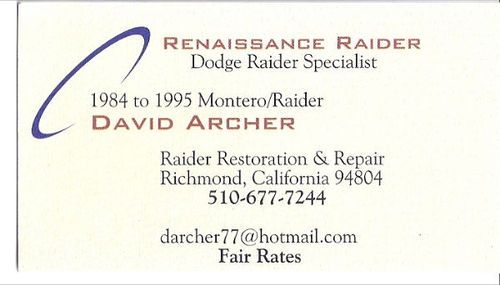 RENAISSANCE RAIDER
Dodge Raider Specialist
1984 to 1995 Montero/Raider
DAVID ARCHER
Raider Restoration & Repair
Richmond, California 94804
510-677-7244
darcher77@hotmail.com
Fair Rates